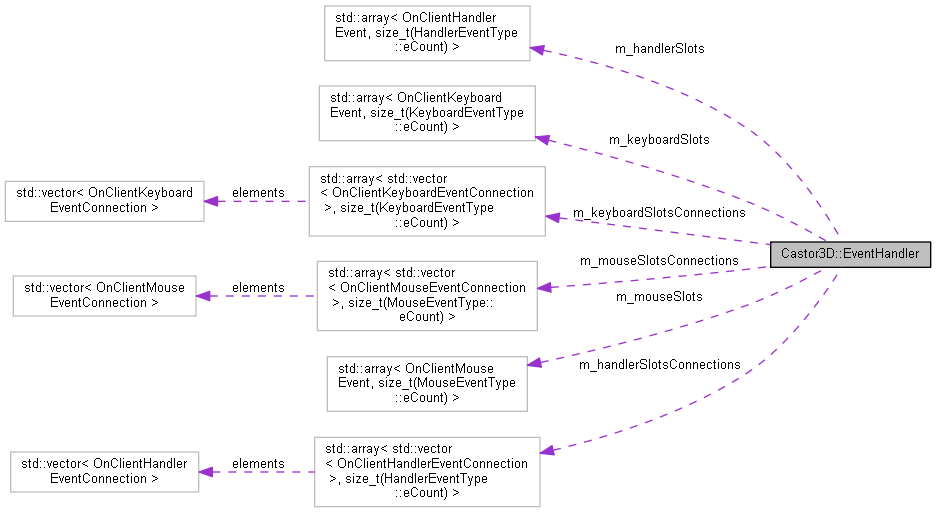 std::array< OnClientHandler
Event, size_t(HandlerEventType
::eCount) >
m_handlerSlots
std::array< OnClientKeyboard
Event, size_t(KeyboardEventType
::eCount) >
m_keyboardSlots
std::vector< OnClientKeyboard
EventConnection >
elements
std::array< std::vector
< OnClientKeyboardEventConnection
>, size_t(KeyboardEventType
::eCount) >
m_keyboardSlotsConnections
Castor3D::EventHandler
std::vector< OnClientMouse
EventConnection >
elements
std::array< std::vector
< OnClientMouseEventConnection
>, size_t(MouseEventType::
eCount) >
m_mouseSlotsConnections
m_mouseSlots
std::array< OnClientMouse
Event, size_t(MouseEventType
::eCount) >
m_handlerSlotsConnections
std::vector< OnClientHandler
EventConnection >
elements
std::array< std::vector
< OnClientHandlerEventConnection
>, size_t(HandlerEventType
::eCount) >